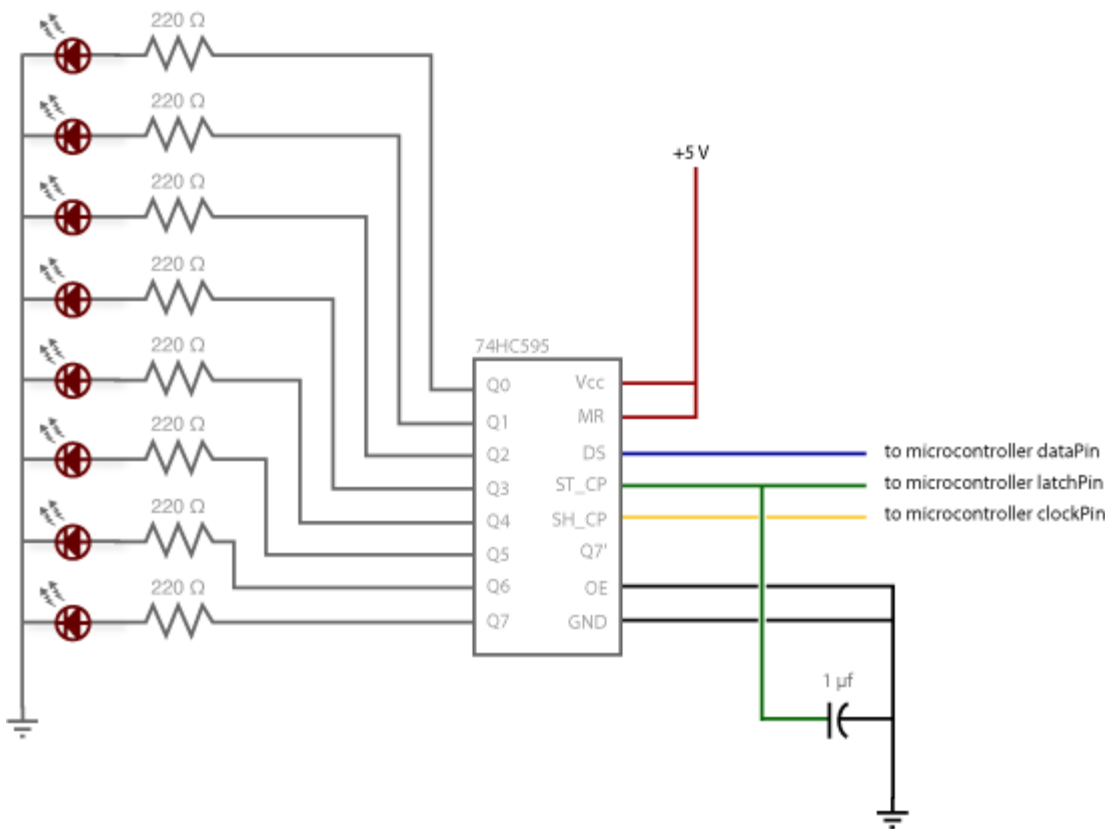 220 Ω
220 Ω
220 Ω
220 Ω
220 Ω
220 Ω
220 Ω
220 Ω
+5 V
74HC595
Q0
Q1
Q2
Q3
Q4
Q5
Q6
Q7
Vcc
MR
DS
ST_CP
SH_CP
Q7'
OE
GND
to microcontroller dataPin
to microcontroller latchPin
to microcontroller clockPin
1 µf